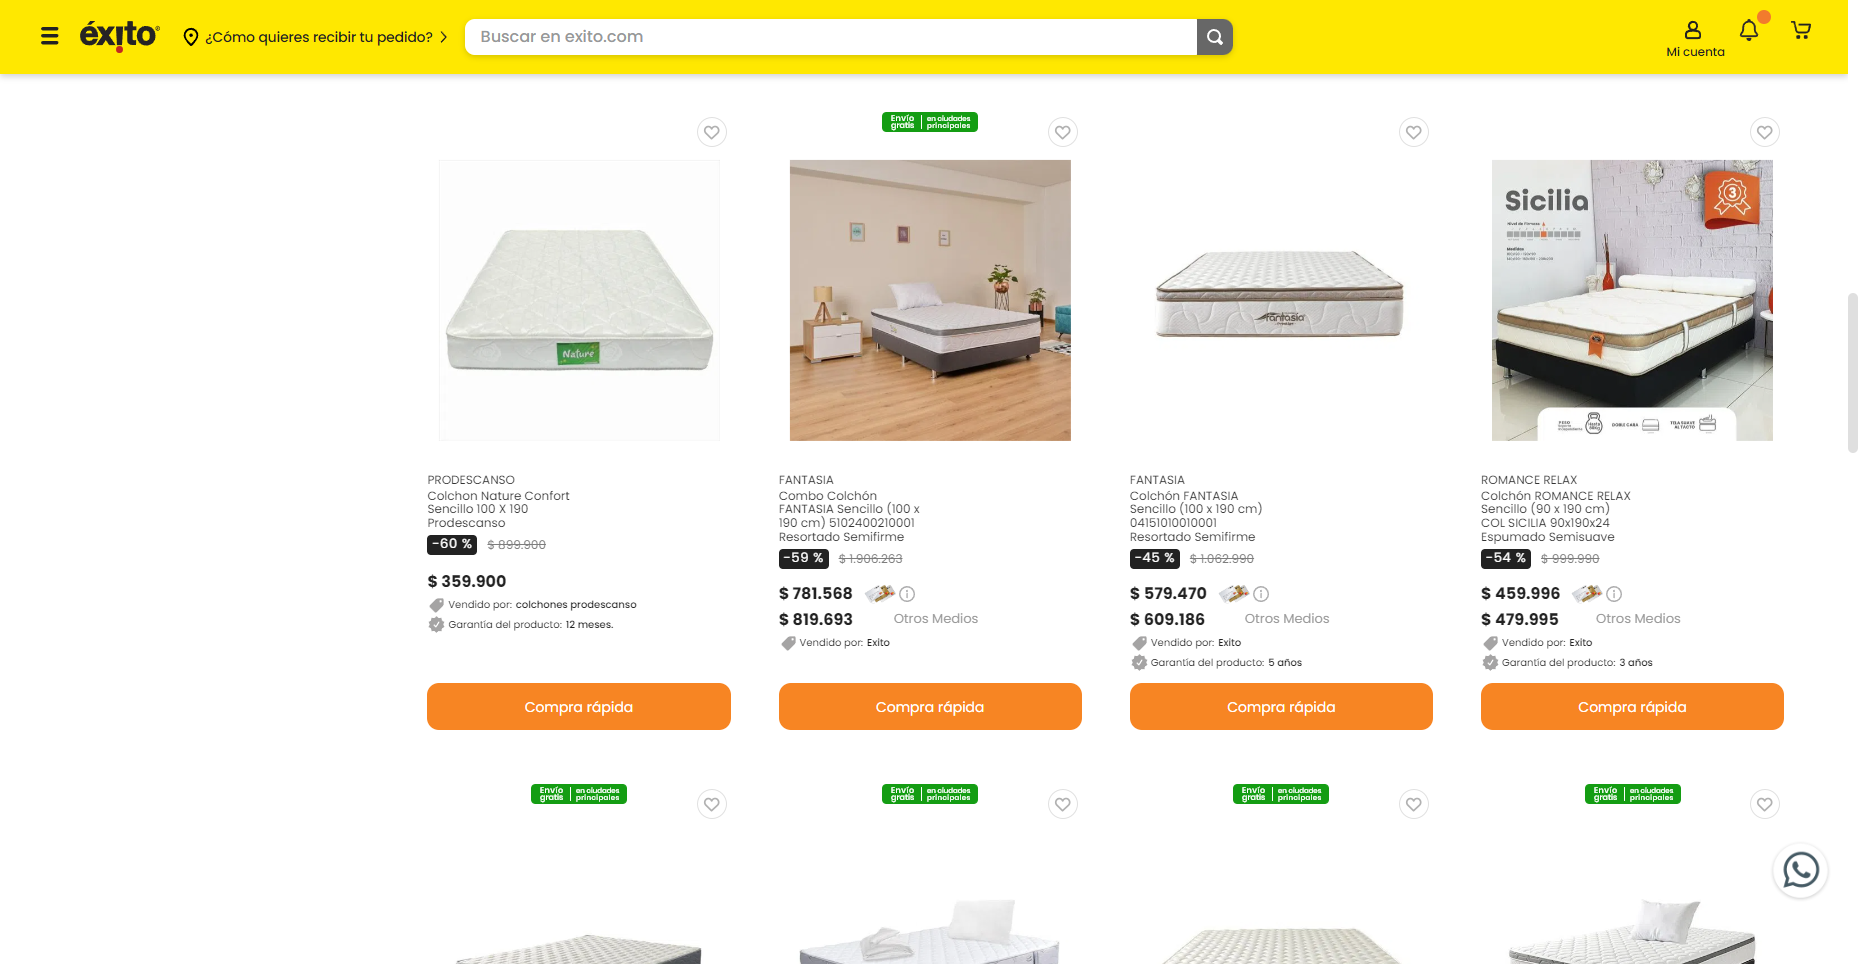 éxito
¿Cómo quieres recibir tu pedido?
Buscar en exito.com
Mi cuenta
Nature
PRODESCANSO
Colchon Nature Confort
Sencillo 100 X 190
Prodescanso
-60 % $ 899.900
$ 359.900
Vendido por: colchones prodescanso
Garantía del producto: 12 meses.
Compra rápida
Envío gratis en ciudades principales
FANTASIA
Combo Colchón
FANTASIA Sencillo (100 x
190 cm) 5102400210001
Resortado Semifirme
-59 % $ 1.906.263
$ 781.568
$ 819.693 Otros Medios
Vendido por: Exito
Compra rápida
fantasía
FANTASIA
Colchón FANTASIA
Sencillo (100 x 190 cm)
04151010010001
Resortado Semifirme
-45 % $ 1.062.990
$ 579.470
$ 609.186 Otros Medios
Vendido por: Exito
Garantía del producto: 5 años
Compra rápida
Sicilia
3
Medidas
DOBLE CARA
TELA SUAVE
AL TACTO
ROMANCE RELAX
Colchón ROMANCE RELAX
Sencillo (90 x 190 cm)
COL SICILIA 90x190x24
Espumado Semisuave
-54 % $ 999.990
$ 459.996
$ 479.995 Otros Medios
Vendido por: Exito
Garantía del producto: 3 años
Compra rápida
Envío gratis en ciudades principales
Envío gratis en ciudades principales
Envío gratis en ciudades principales
Envío gratis en ciudades principales